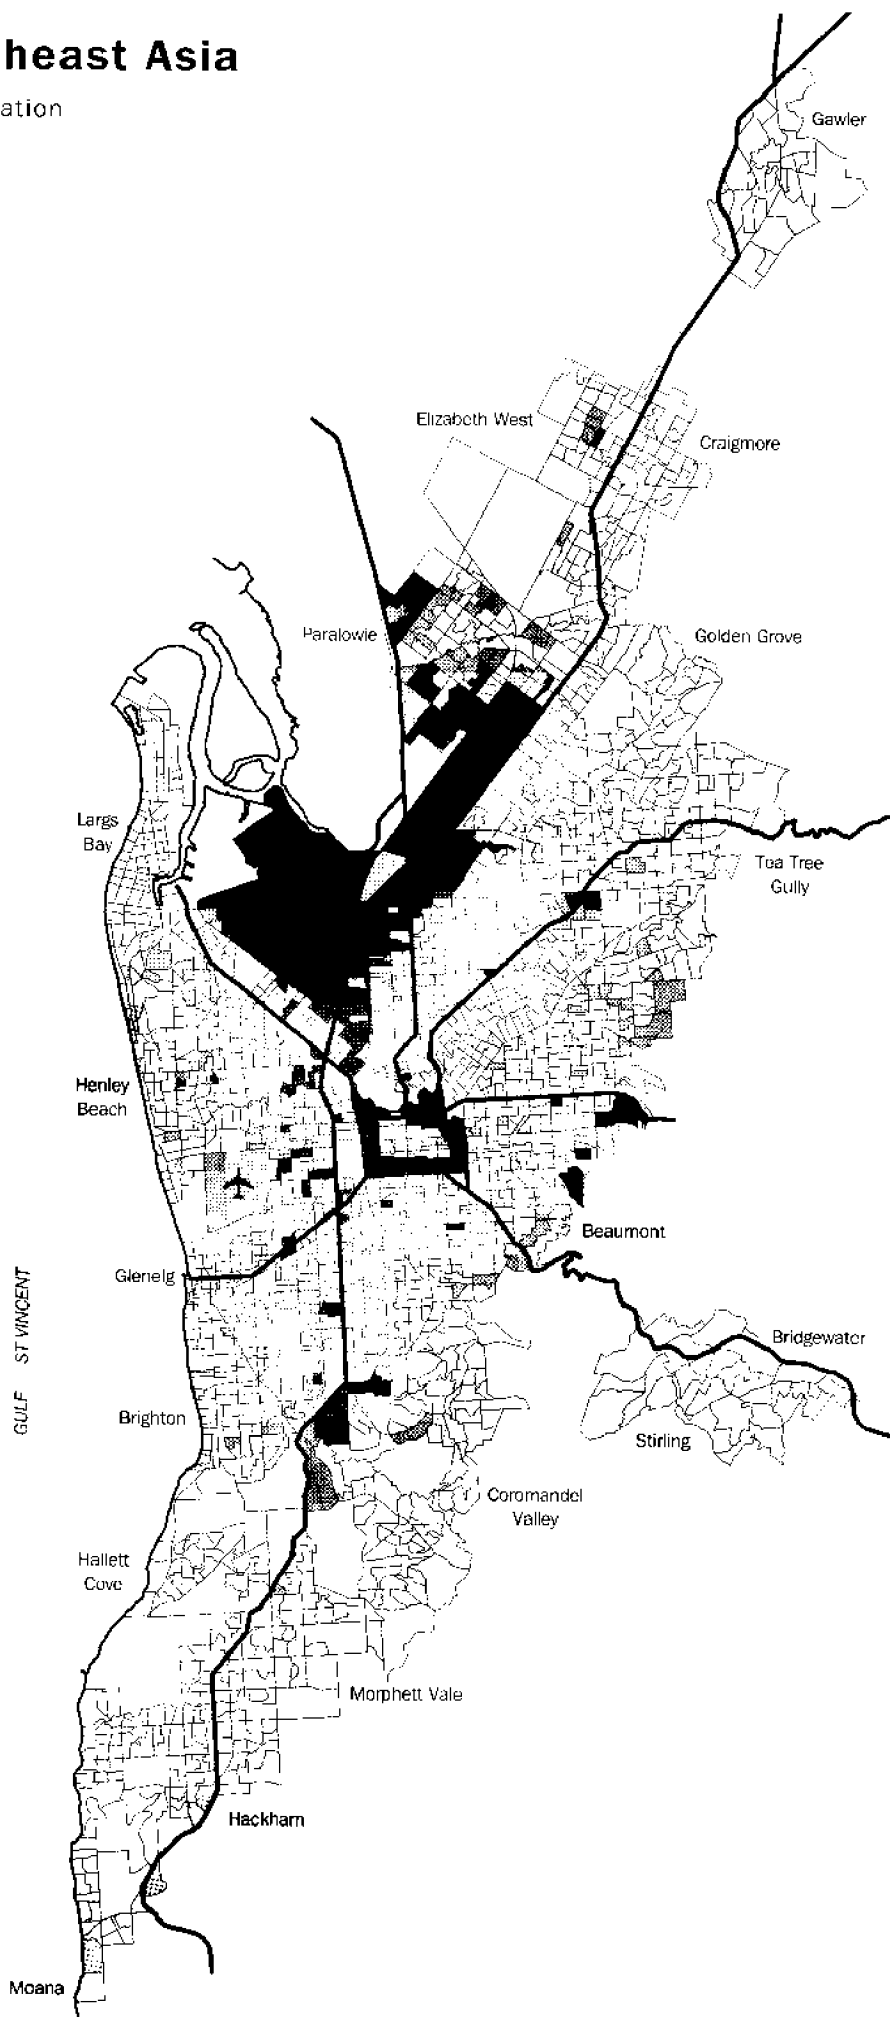 heast Asia
ation
Gawler
Elizabeth West
Craigmore
Paralowie
Golden Grove
Largs
Bay
Tea Tree
Gully
Henley
Beach
Beaumont
Glenelg
GULF ST VINCENT
Bridgewater
Brighton
Stirling
Coromandel
Valley
Hallett
Cove
Morphett Vale
Hackham
Moana